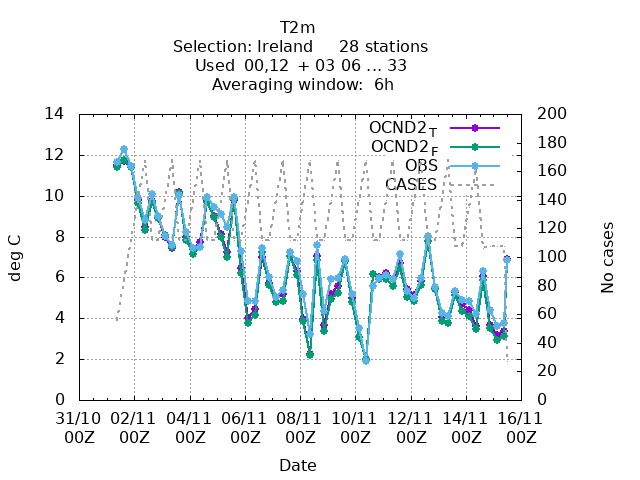 T2m
Selection: Ireland 28 stations
Used 00,12 + 03 06 ... 33
Averaging window: 6h
OCND2T
OCND2F
OBS
CASES
deg C
14
12
10
8
6
4
2
0
200
180
160
140
120
100
80
60
40
20
0
No cases
31/10 02/11 04/11 06/11 08/11 10/11 12/11 14/11 16/11
00Z 00Z 00Z 00Z 00Z 00Z 00Z 00Z 00Z
Date